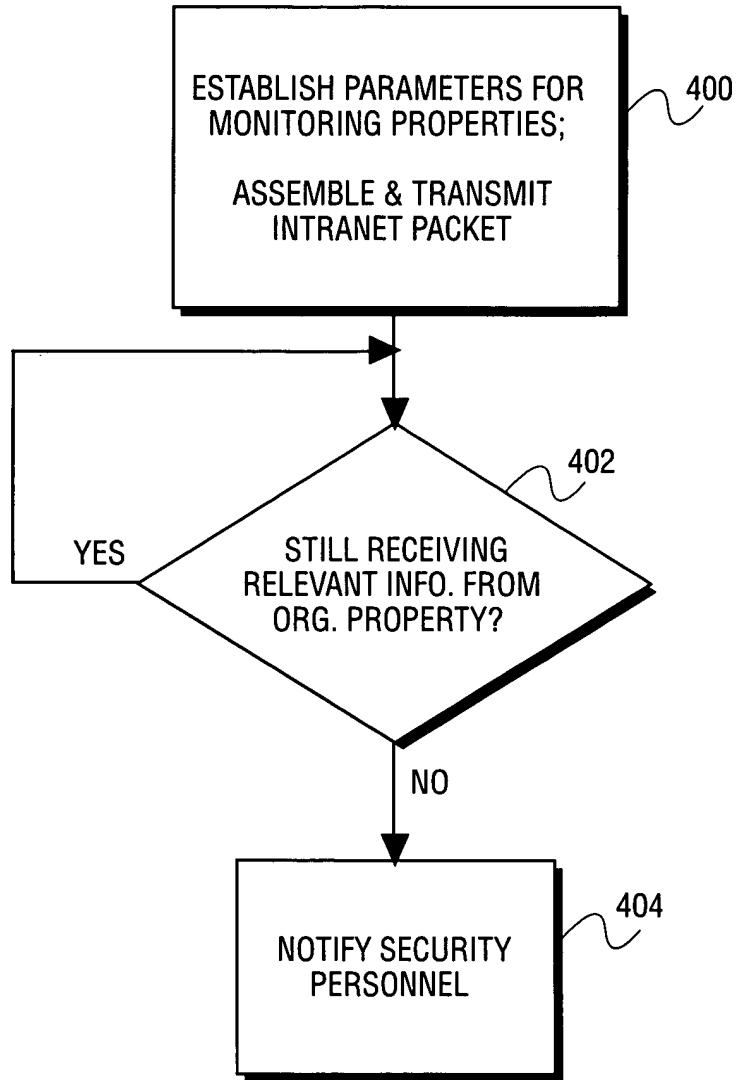 ESTABLISH PARAMETERS FOR
MONITORING PROPERTIES;
ASSEMBLE & TRANSMIT
INTRANET PACKET
400
402
YES
STILL RECEIVING
RELEVANT INFO. FROM
ORG. PROPERTY?
NO
404
NOTIFY SECURITY
PERSONNEL